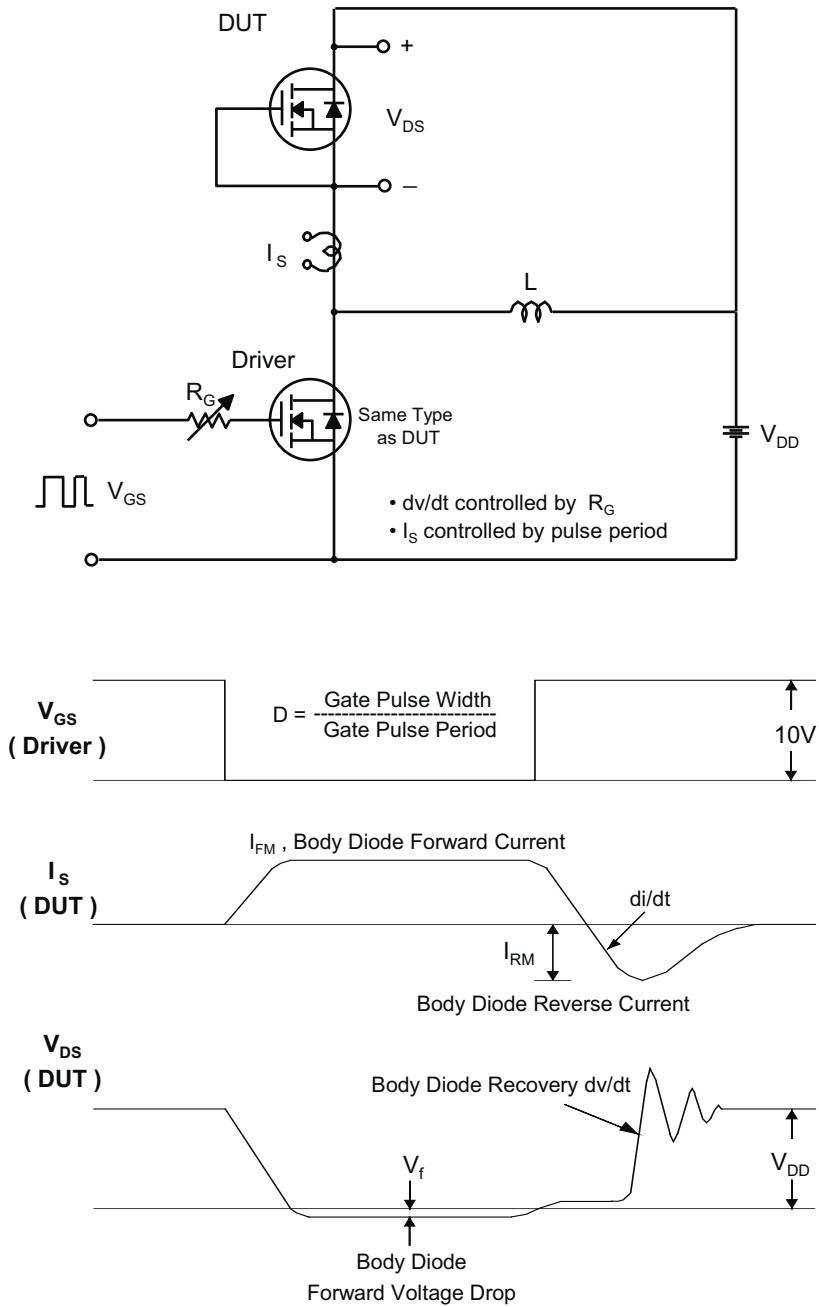 DUT
+
V_DS
–
I_S
L
Driver
R_G
Same Type
as DUT
V_DD
V_GS
• dv/dt controlled by R_G
• I_S controlled by pulse period
V_GS
( Driver )
D = Gate Pulse Width
Gate Pulse Period
10V
I_FM , Body Diode Forward Current
I_S
( DUT )
di/dt
I_RM
Body Diode Reverse Current
V_DS
( DUT )
Body Diode Recovery dv/dt
V_f
V_DD
Body Diode
Forward Voltage Drop